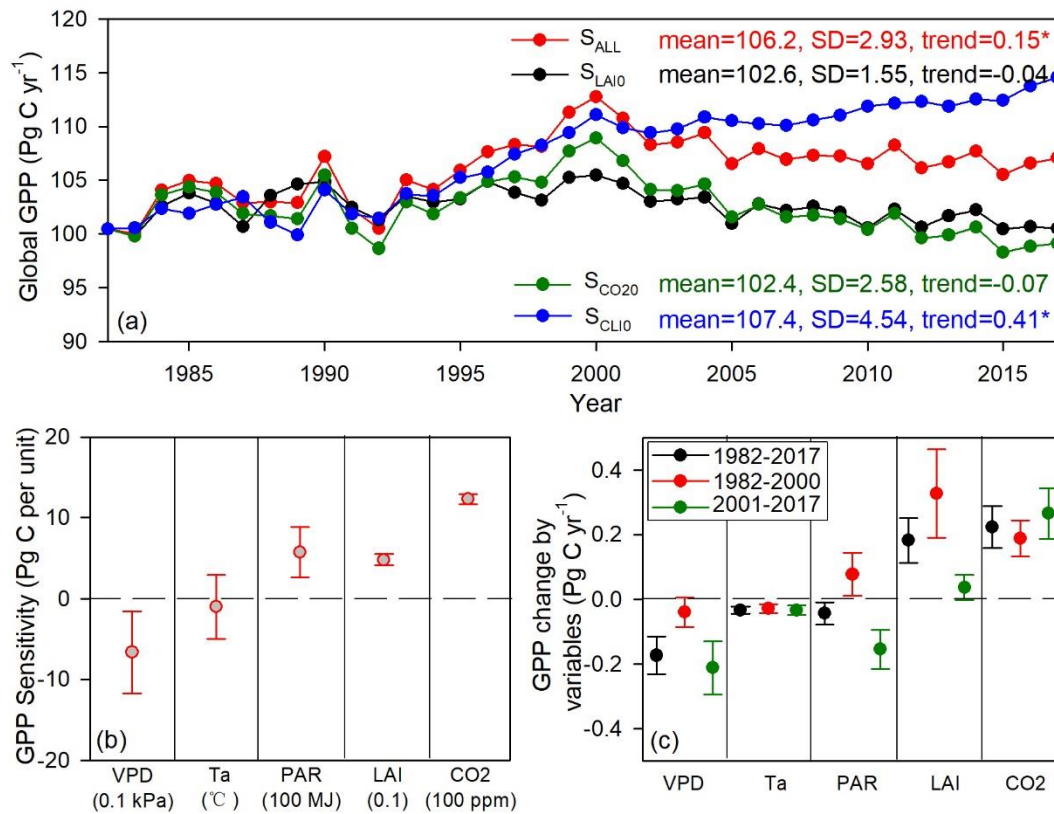 120
115
110
105
100
95
90
Global GPP (Pg C yr⁻¹)
S_ALL mean=106.2, SD=2.93, trend=0.15*
S_LAI0 mean=102.6, SD=1.55, trend=-0.04
S_CO20 mean=102.4, SD=2.58, trend=-0.07
S_CLI0 mean=107.4, SD=4.54, trend=0.41*
(a)
1985 1990 1995 2000 2005 2010 2015
Year
20
10
0
-10
-20
GPP Sensitivity (Pg C per unit)
(b)
VPD Ta PAR LAI CO2
(0.1 kPa) (℃) (100 MJ) (0.1) (100 ppm)
0.4
0.2
0.0
-0.2
-0.4
GPP change by
variables (Pg C yr⁻¹)
1982-2017
1982-2000
2001-2017
(c)
VPD Ta PAR LAI CO2